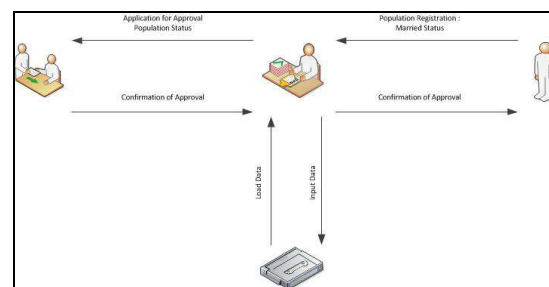 Application for Approval
Population Status
Population Registration :
Married Status
Confirmation of Approval
Confirmation of Approval
Load Data
Input Data